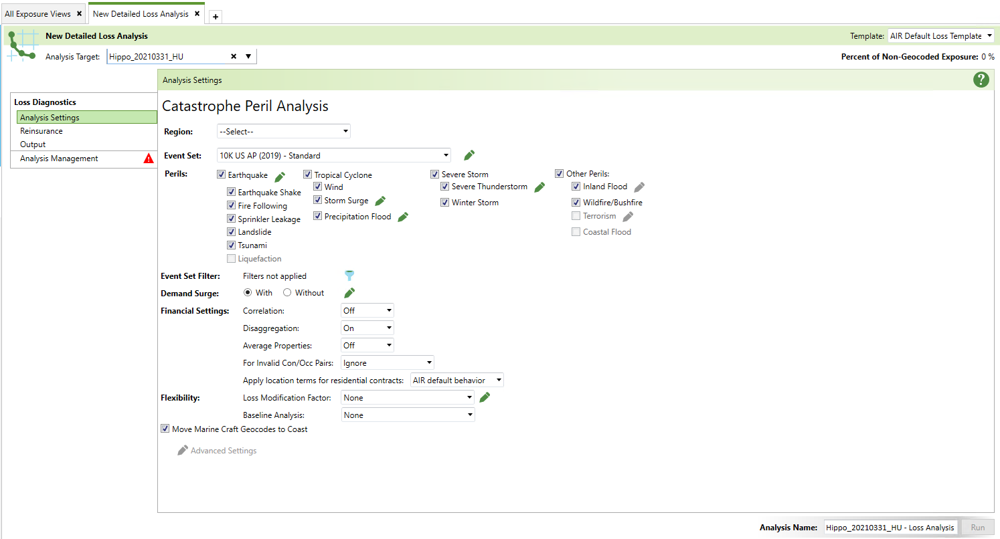 All Exposure Views ×
New Detailed Loss Analysis ×
+
New Detailed Loss Analysis
Template: AIR Default Loss Template
Analysis Target: Hippo_20210331_HU ×
Percent of Non-Geocoded Exposure: 0 %
Analysis Settings
?
Loss Diagnostics
Analysis Settings
Reinsurance
Output
Analysis Management
Catastrophe Peril Analysis
Region: --Select--
Event Set: 10K US AP (2019) - Standard
Perils:
Earthquake
Earthquake Shake
Fire Following
Sprinkler Leakage
Landslide
Tsunami
Liquefaction
Tropical Cyclone
Wind
Storm Surge
Precipitation Flood
Severe Storm
Severe Thunderstorm
Winter Storm
Other Perils:
Inland Flood
Wildfire/Bushfire
Terrorism
Coastal Flood
Event Set Filter: Filters not applied
Demand Surge: With Without
Financial Settings: Correlation: Off
Disaggregation: On
Average Properties: Off
For Invalid Con/Occ Pairs: Ignore
Apply location terms for residential contracts: AIR default behavior
Flexibility: Loss Modification Factor: None
Baseline Analysis: None
Move Marine Craft Geocodes to Coast
Advanced Settings
Analysis Name: Hippo_20210331_HU - Loss Analysis Run